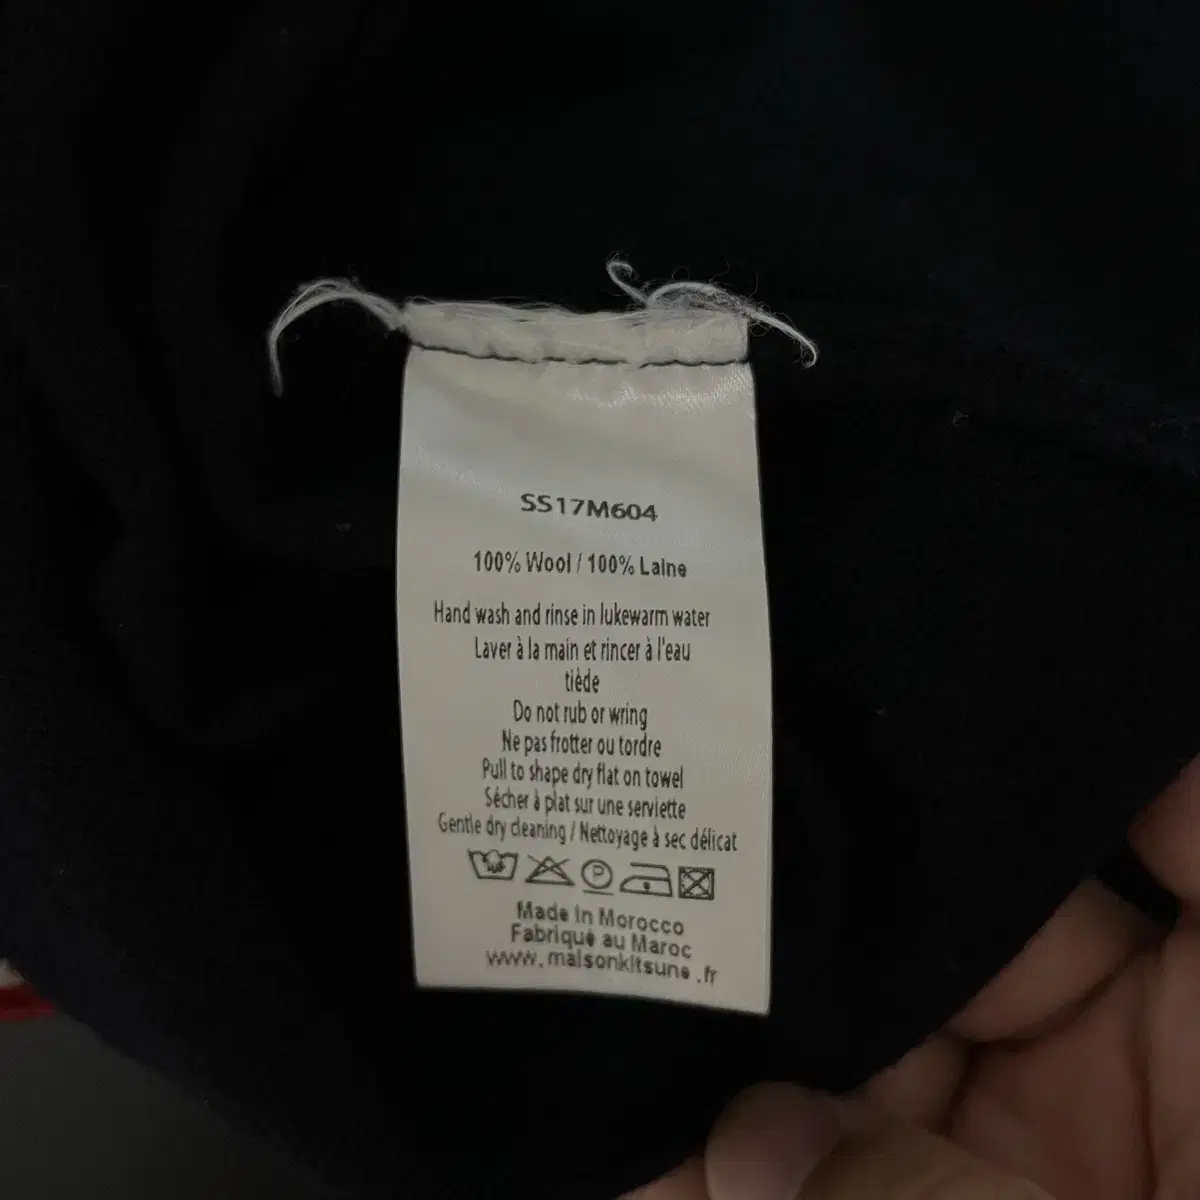 SS17M604
100% Wool / 100% Laine
Hand wash and rinse in lukewarm water
Laver à la main et rincer à l'eau
tiède
Do not rub or wring
Ne pas frotter ou tordre
Pull to shape dry flat on towel
Sécher à plat sur une serviette
Gentle dry cleaning / Nettoyage à sec délicat
P
Made in Morocco
Fabriqué au Maroc
www.maisonkitsune.fr